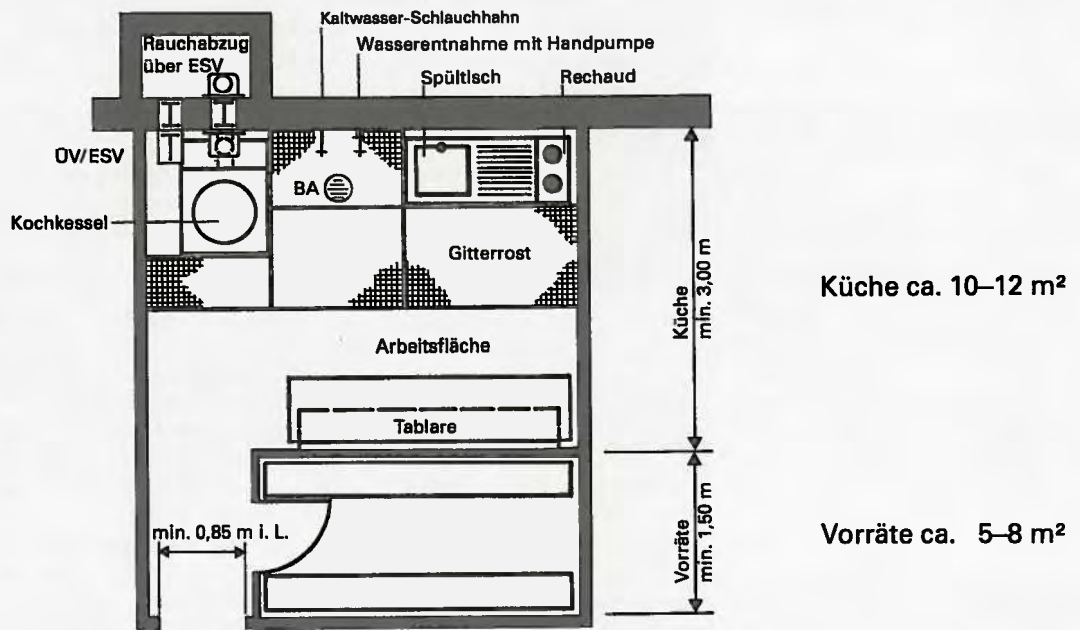 Kaltwasser-Schlauchhahn
Rauchabzug
über ESV
Wasserentnahme mit Handpumpe
Spültisch
Rechaud
ÜV/ESV
BA
Kochkessel
Gitterrost
Küche
min. 3,00 m
Küche ca. 10–12 m²
Arbeitsfläche
Tablare
min. 0,85 m i. L.
Vorräte
min. 1,50 m
Vorräte ca. 5–8 m²